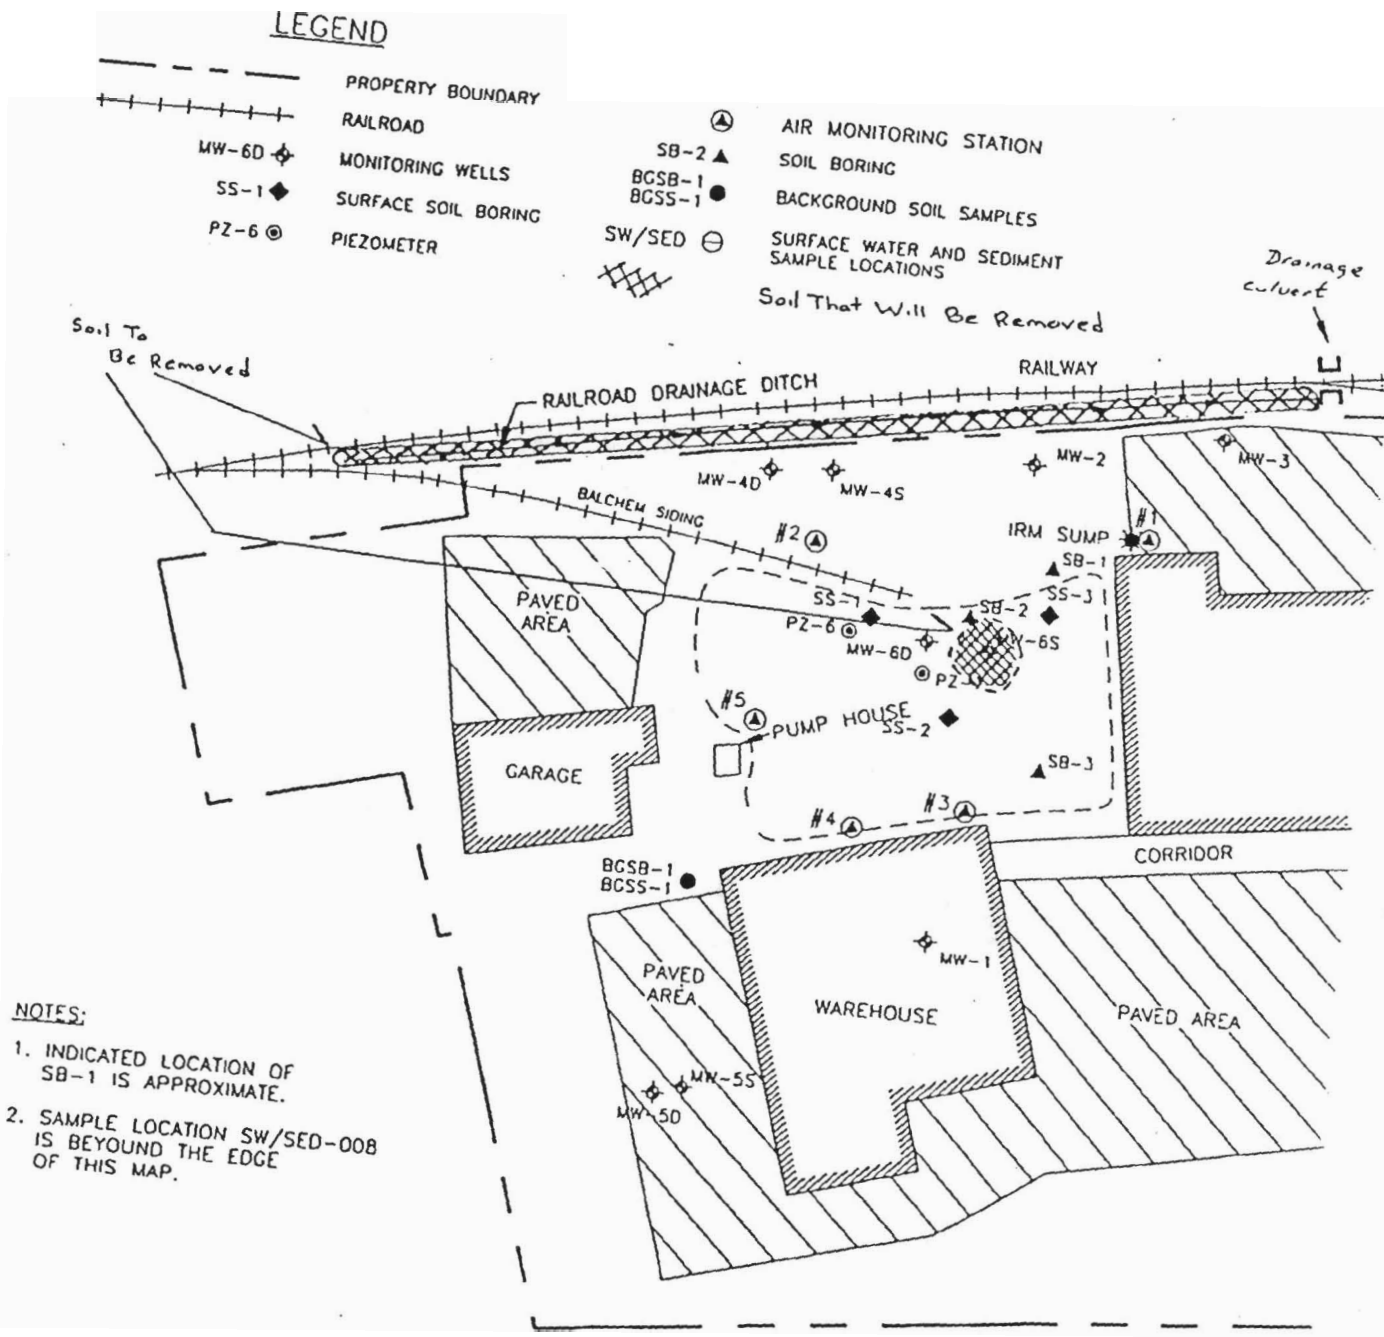 LEGEND
PROPERTY BOUNDARY
RAILROAD
MW-6D
MONITORING WELLS
SS-1
SURFACE SOIL BORING
PZ-6
PIEZOMETER
AIR MONITORING STATION
SB-2
SOIL BORING
BGSB-1
BGSS-1
BACKGROUND SOIL SAMPLES
SW/SED
SURFACE WATER AND SEDIMENT
SAMPLE LOCATIONS
Soil That Will Be Removed
Drainage
culvert
Soil To
Be Removed
RAILROAD DRAINAGE DITCH
RAILWAY
MW-4D
MW-4S
MW-2
MW-3
BALCHEM SIDING
#2
IRM SUMP
#1
SB-1
SS-3
PAVED
AREA
SS-1
PZ-6
SB-2
MW-6D
MW-6S
PZ-
#5
PUMP HOUSE
SS-2
GARAGE
SB-3
#4
#3
CORRIDOR
BGSB-1
BGSS-1
MW-1
PAVED
AREA
WAREHOUSE
PAVED AREA
MW-5S
MW-5D
NOTES:
1. INDICATED LOCATION OF
SB-1 IS APPROXIMATE.
2. SAMPLE LOCATION SW/SED-008
IS BEYOUND THE EDGE
OF THIS MAP.